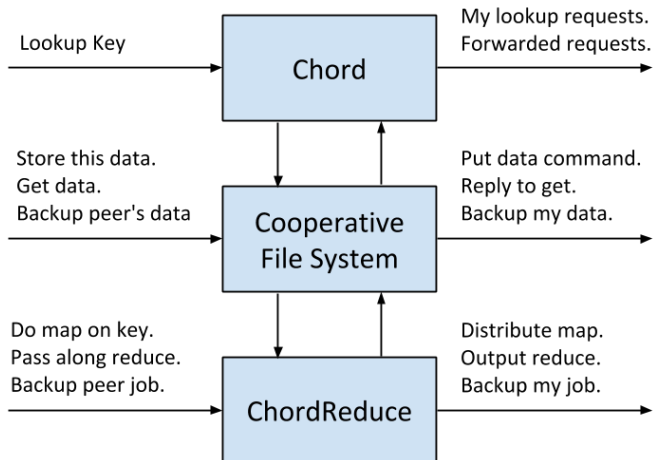 Lookup Key
Chord
My lookup requests.
Forwarded requests.
Store this data.
Get data.
Backup peer's data
Cooperative
File System
Put data command.
Reply to get.
Backup my data.
Do map on key.
Pass along reduce.
Backup peer job.
ChordReduce
Distribute map.
Output reduce.
Backup my job.